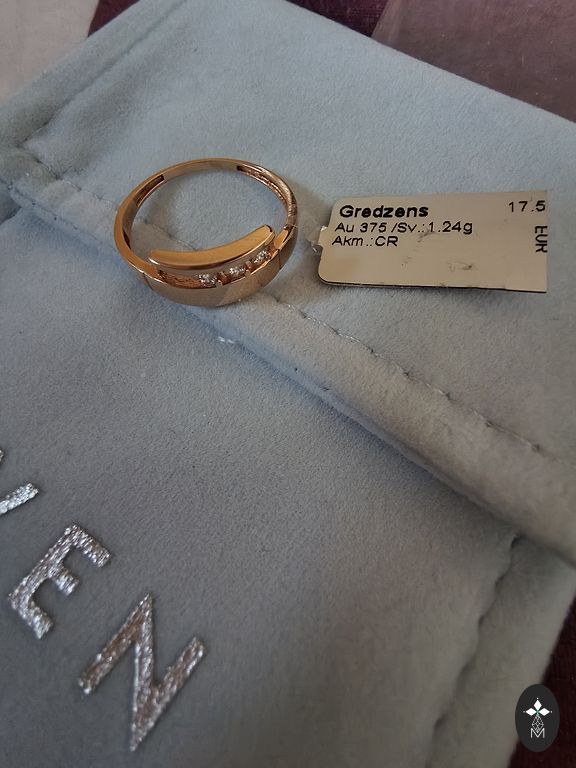 Gredzens 17.5
Au 375 /Sv.:1.24g
Akm.:CR
EUR
VEN
M